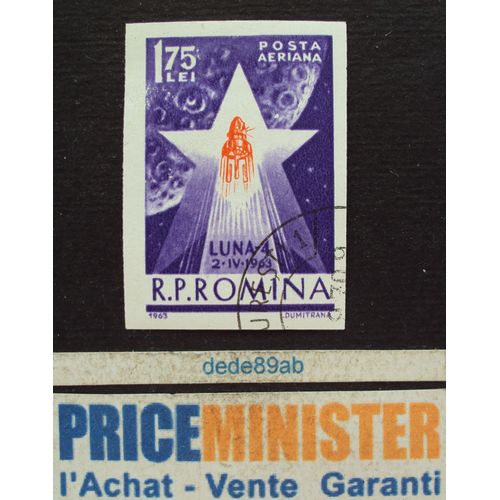 1.75 LEI
POSTA
AERIANA
LUNA-4
2·IV·1963
R.P.ROMINA
1963 DUMITRANA
dede89ab
PRICEMINISTER
l'Achat - Vente Garanti